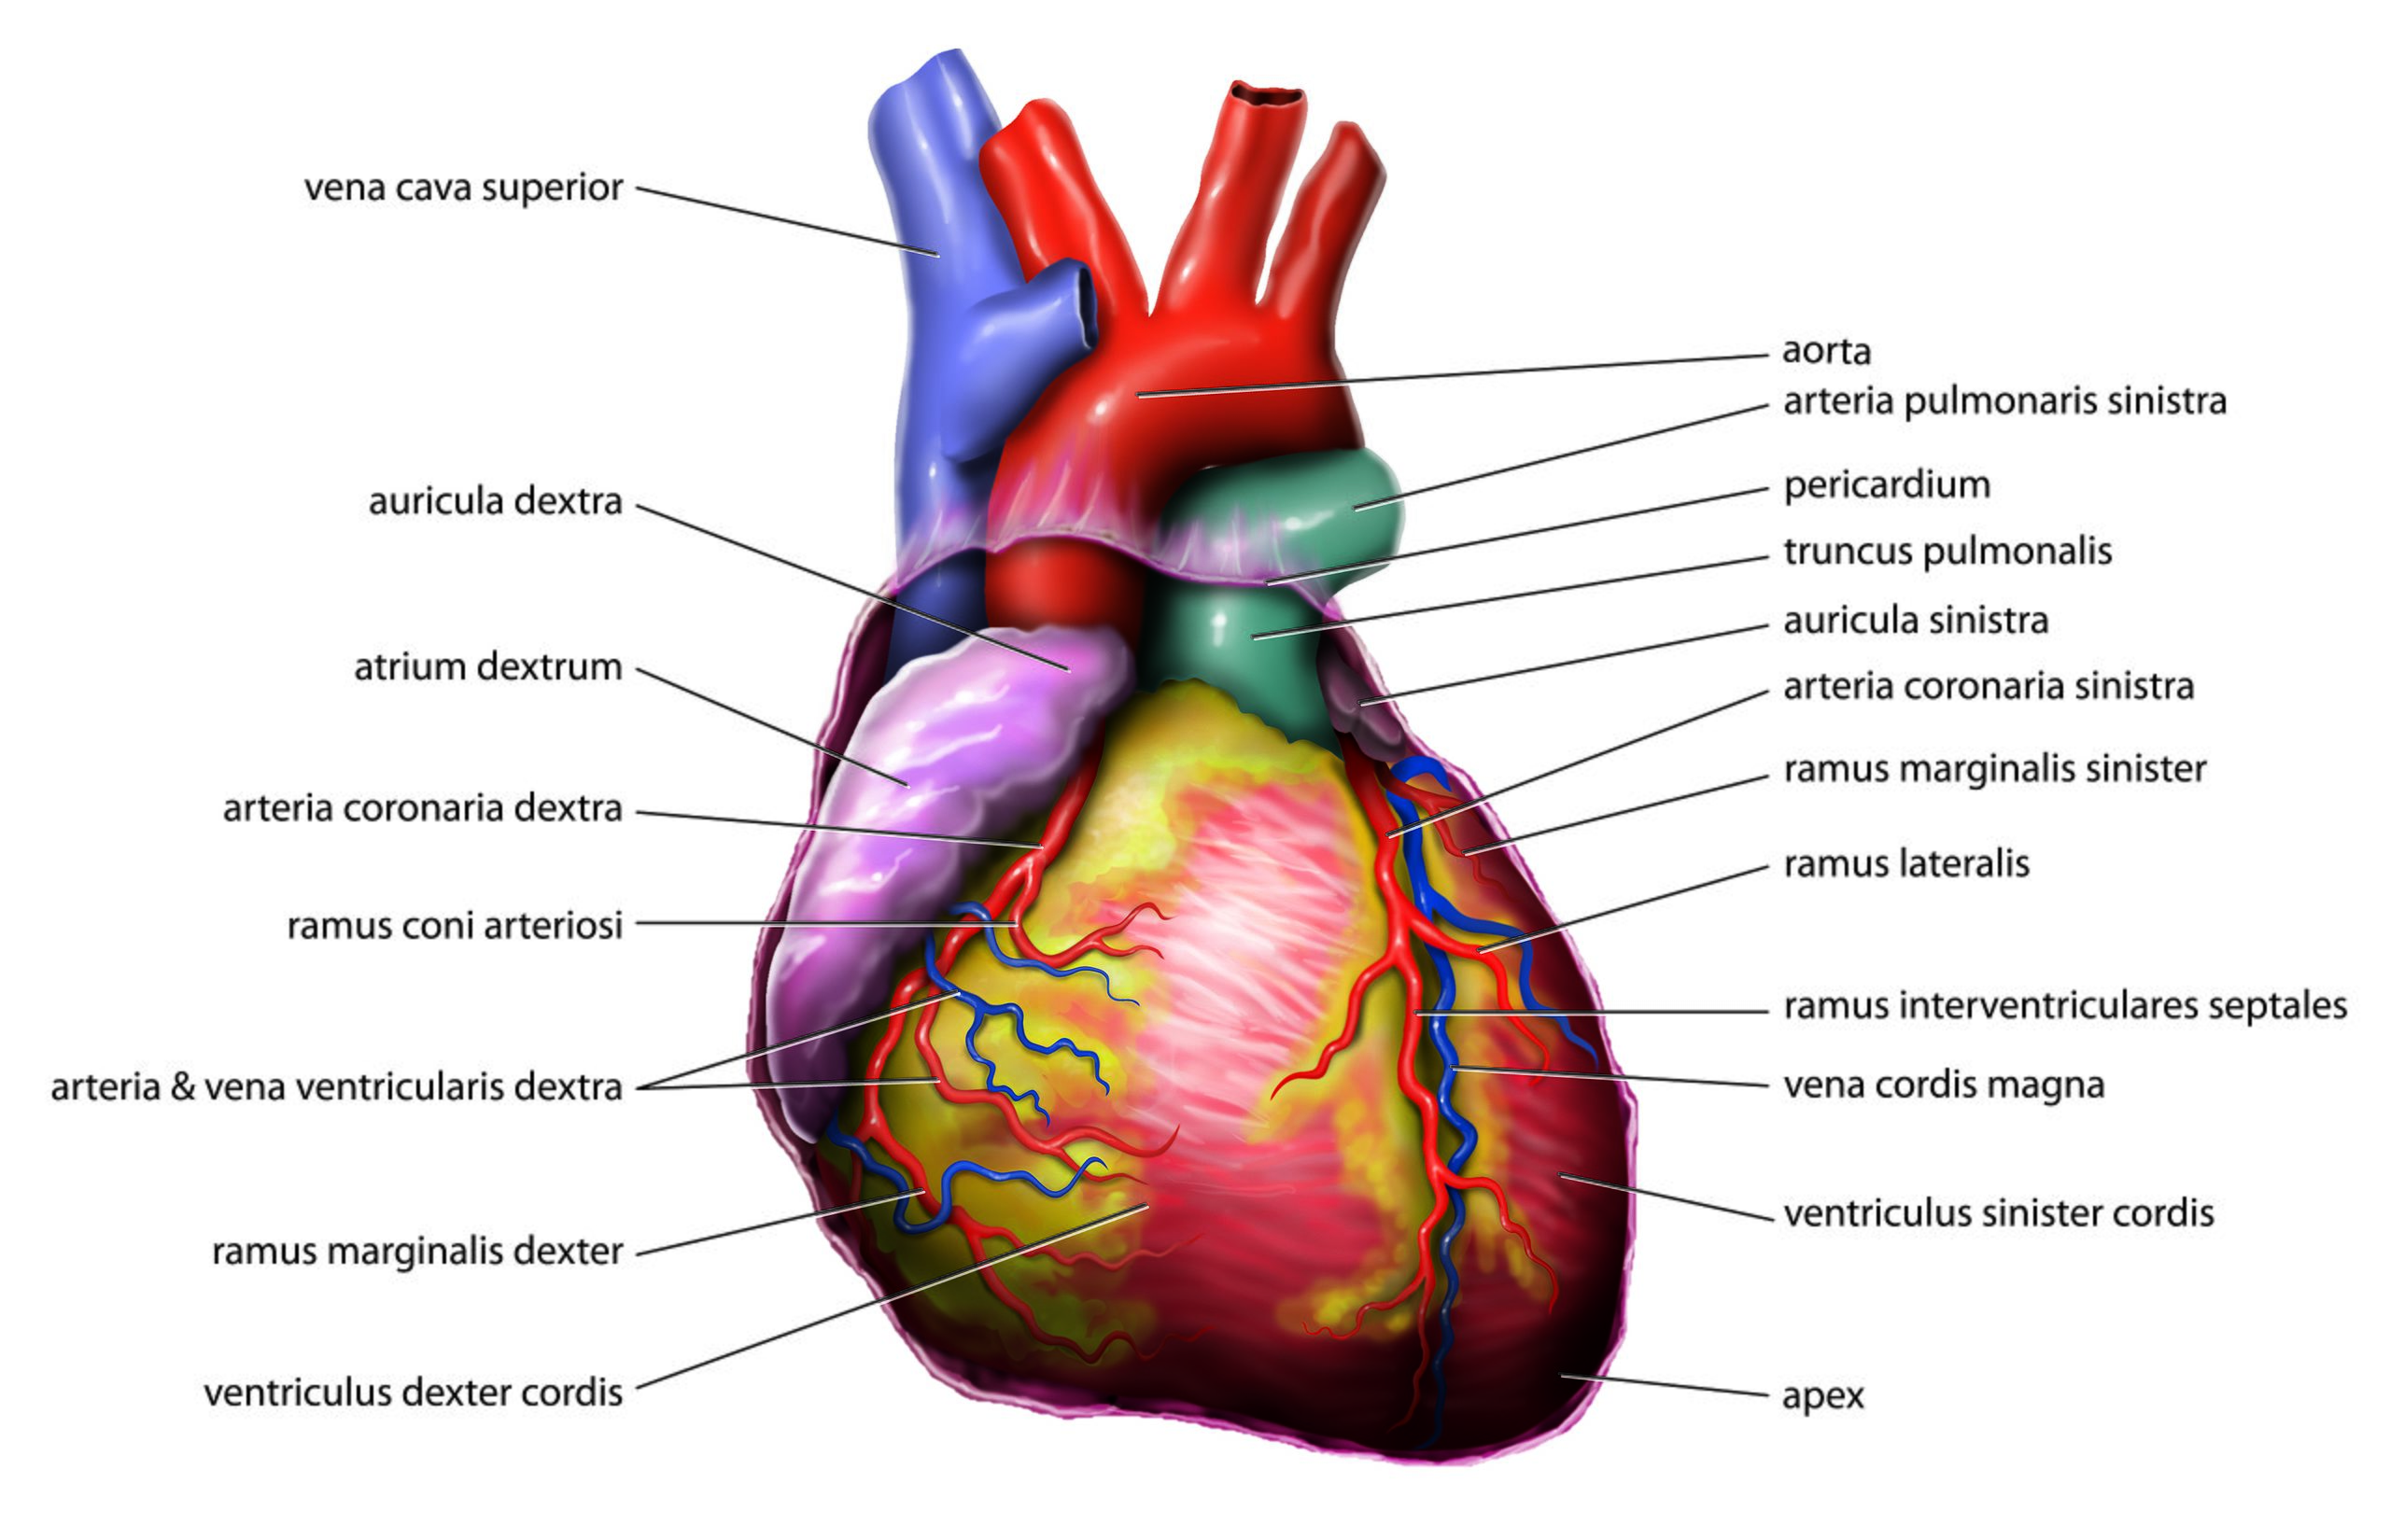 vena cava superior
auricula dextra
atrium dextrum
arteria coronaria dextra
ramus coni arteriosi
arteria & vena ventricularis dextra
ramus marginalis dexter
ventriculus dexter cordis
aorta
arteria pulmonaris sinistra
pericardium
truncus pulmonalis
auricula sinistra
arteria coronaria sinistra
ramus marginalis sinister
ramus lateralis
ramus interventriculares septales
vena cordis magna
ventriculus sinister cordis
apex